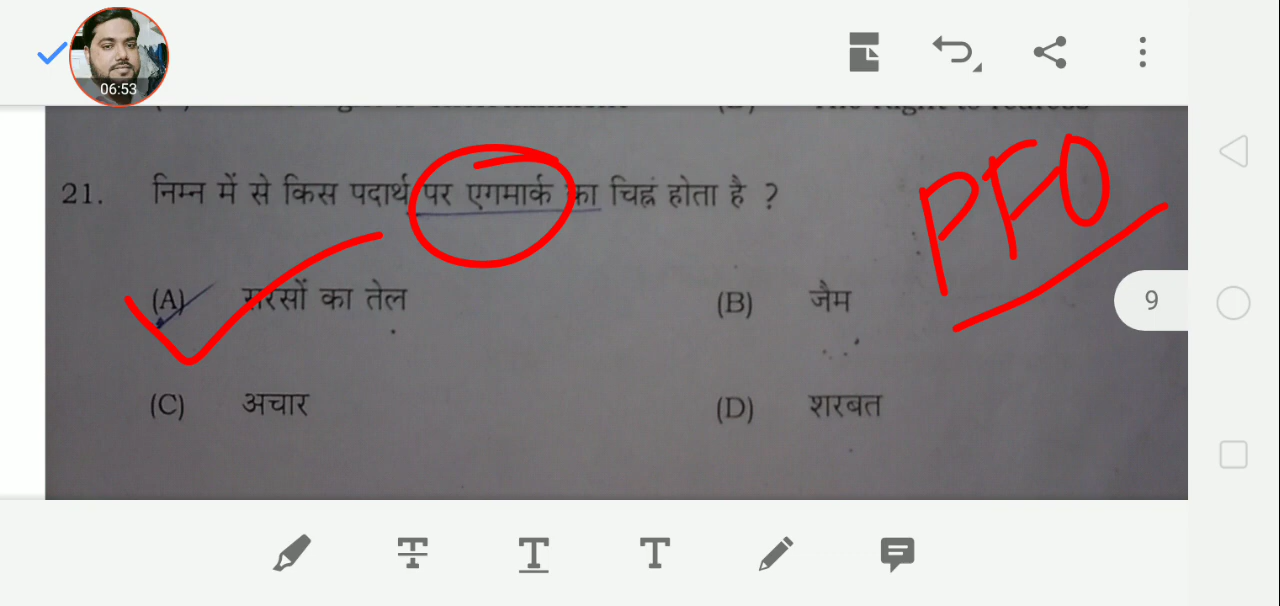 06:53
21. निम्न में से किस पदार्थ पर एगमार्क का चिह्नं होता है ?
PFO
(A) सरसों का तेल (B) जैम
9
(C) अचार (D) शरबत